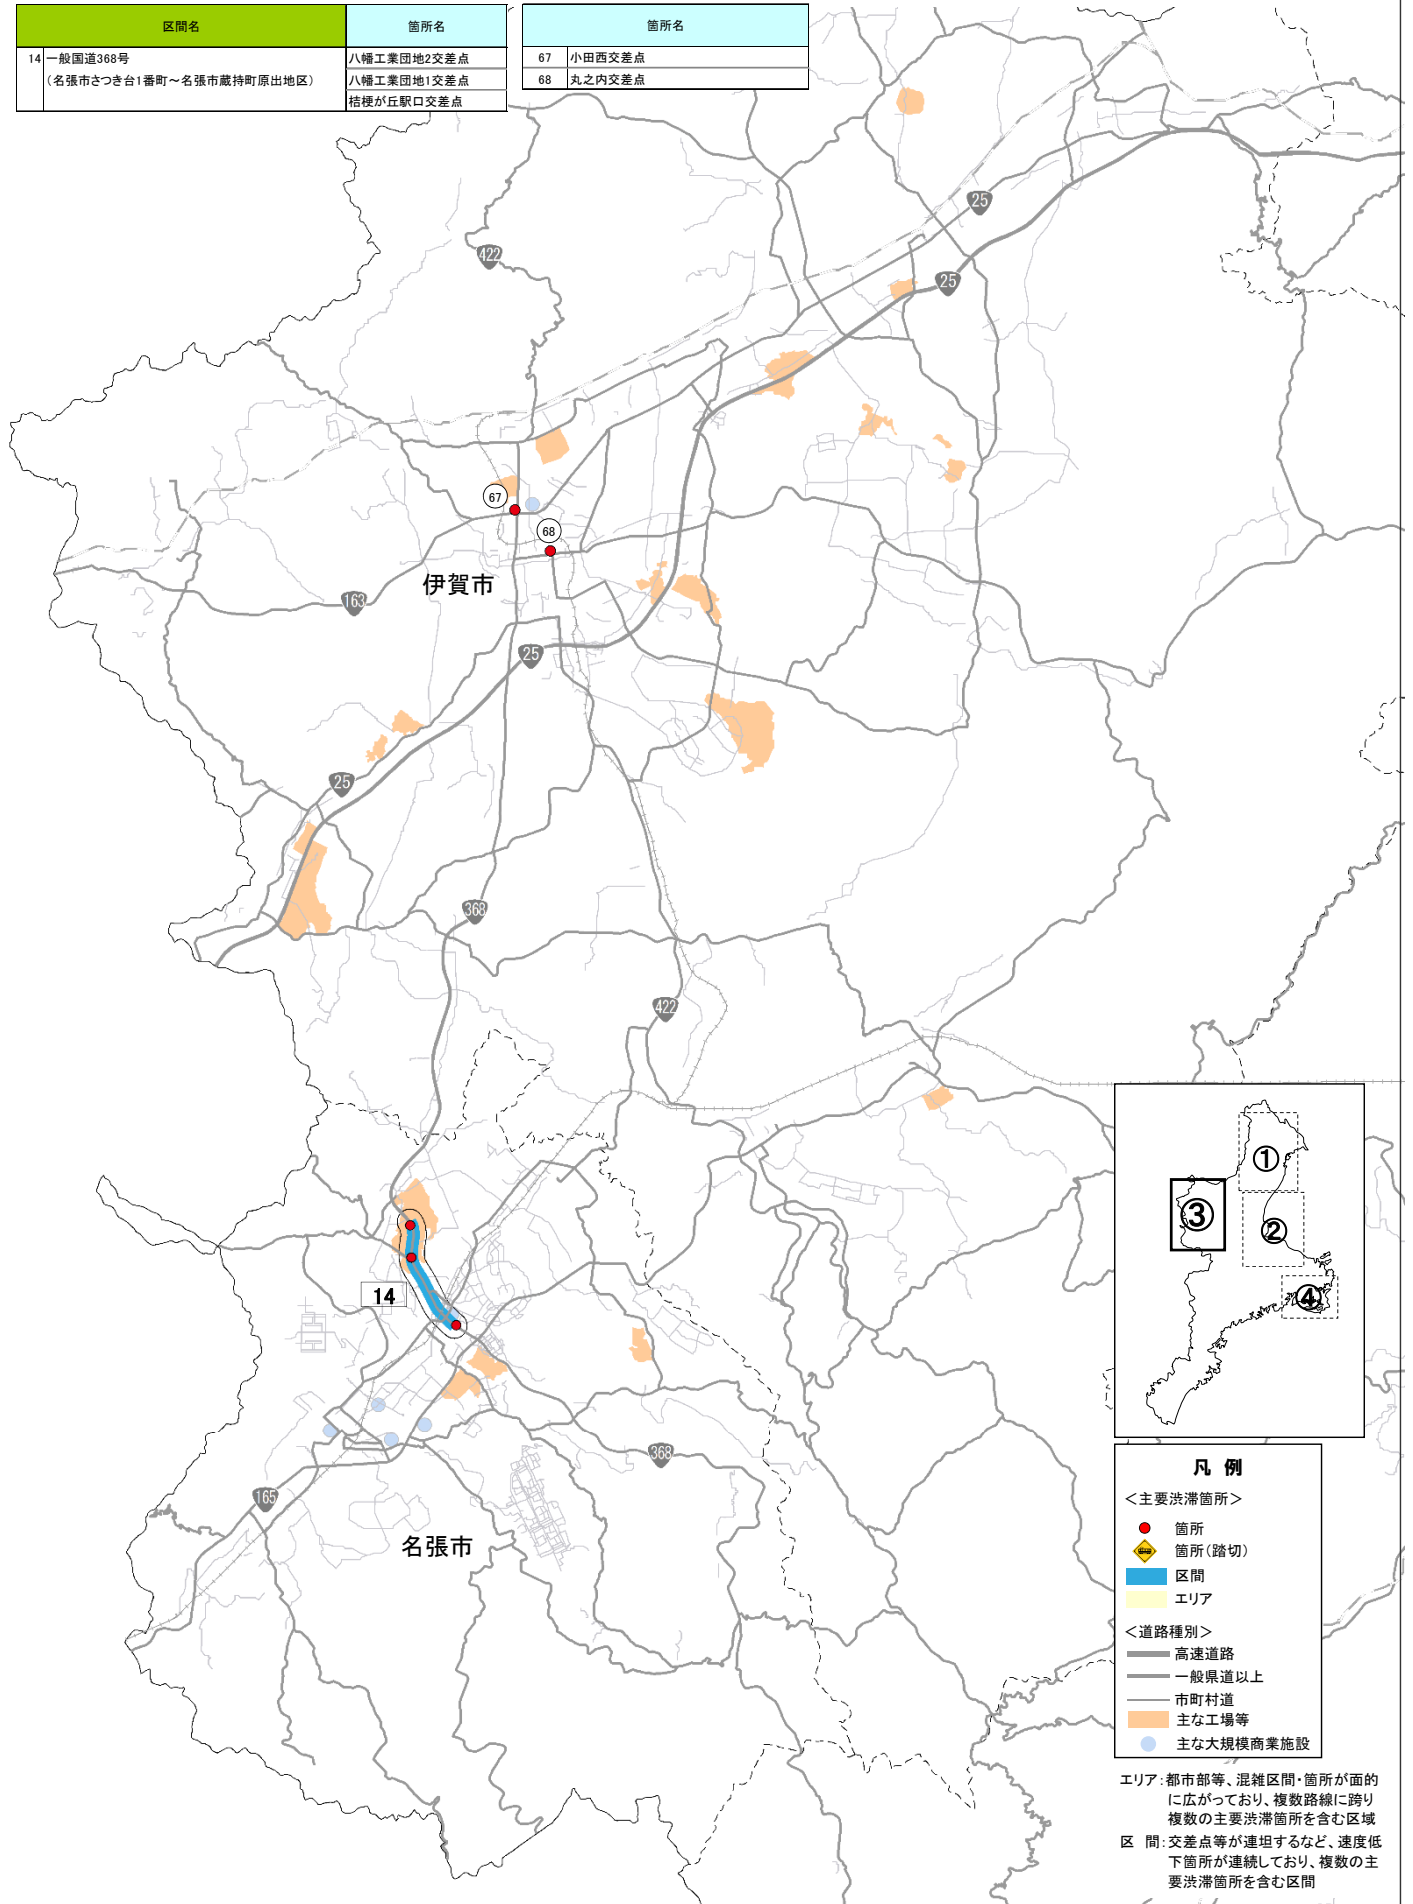 区間名 箇所名
14 一般国道368号 八幡工業団地2交差点
(名張市さつき台1番町～名張市蔵持町原出地区) 八幡工業団地1交差点
桔梗が丘駅口交差点
箇所名
67 小田西交差点
68 丸之内交差点
25
422
25
67
68
伊賀市
163
25
25
368
422
14
368
165
名張市
①
③
②
④
凡 例
＜主要渋滞箇所＞
箇所
箇所(踏切)
区間
エリア
＜道路種別＞
高速道路
一般県道以上
市町村道
主な工場等
主な大規模商業施設
エリア：都市部等、混雑区間・箇所が面的
に広がっており、複数路線に跨り
複数の主要渋滞箇所を含む区域
区 間：交差点等が連坦するなど、速度低
下箇所が連続しており、複数の主
要渋滞箇所を含む区間